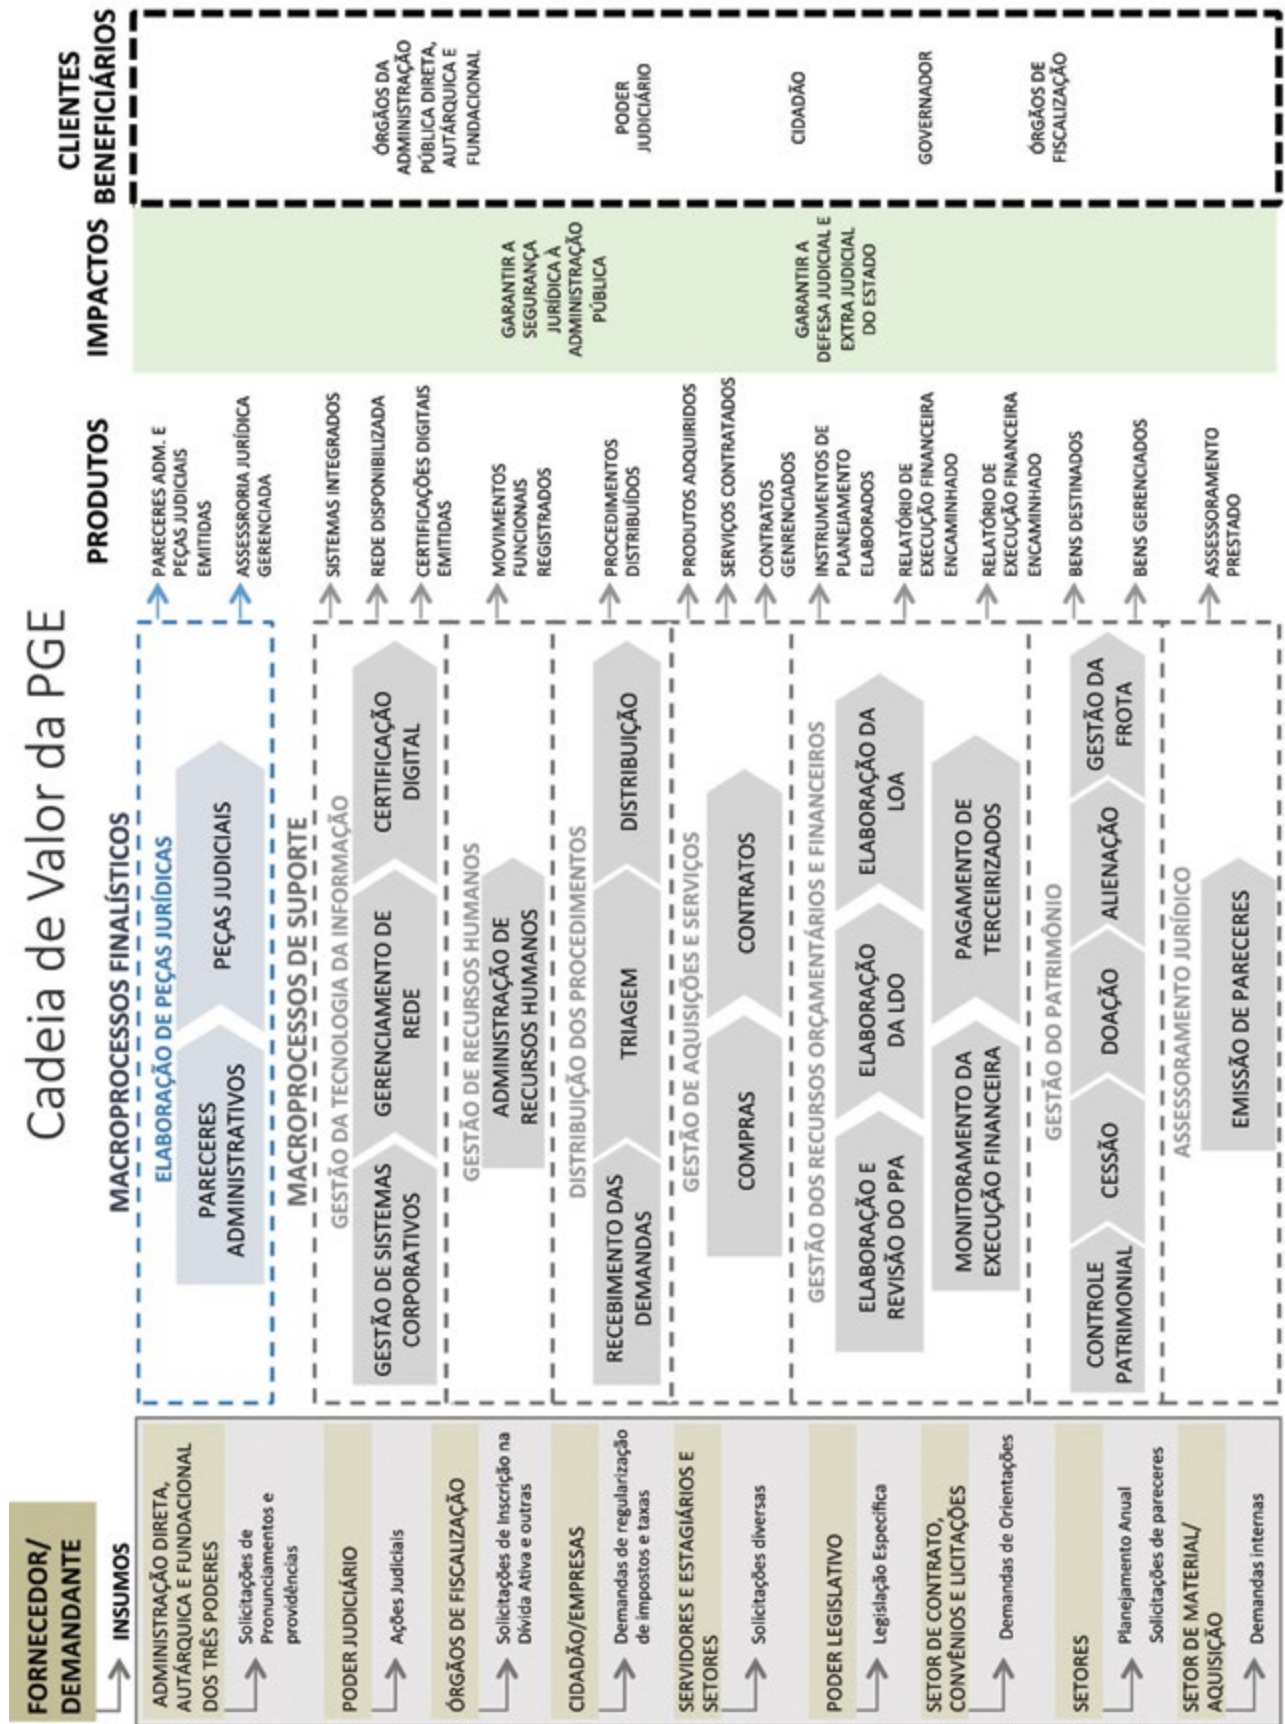 Cadeia de Valor da PGE
FORNECEDOR/
DEMANDANTE
INSUMOS
ADMINISTRAÇÃO DIRETA,
AUTÁRQUICA E FUNDACIONAL
DOS TRÊS PODERES
Solicitações de
Pronunciamentos e
providências
PODER JUDICIÁRIO
Ações Judiciais
ÓRGÃOS DE FISCALIZAÇÃO
Solicitações de Inscrição na
Dívida Ativa e outras
CIDADÃO/EMPRESAS
Demandas de regularização
de impostos e taxas
SERVIDORES E ESTAGIÁRIOS E
SETORES
Solicitações diversas
PODER LEGISLATIVO
Legislação Específica
SETOR DE CONTRATO,
CONVÊNIOS E LICITAÇÕES
Demandas de Orientações
SETORES
Planejamento Anual
Solicitações de pareceres
SETOR DE MATERIAL/
AQUISIÇÃO
Demandas internas
MACROPROCESSOS FINALÍSTICOS
ELABORAÇÃO DE PEÇAS JURÍDICAS
PARECERES
ADMINISTRATIVOS
PEÇAS JUDICIAIS
MACROPROCESSOS DE SUPORTE
GESTÃO DA TECNOLOGIA DA INFORMAÇÃO
GESTÃO DE SISTEMAS
CORPORATIVOS
GERENCIAMENTO DE
REDE
CERTIFICAÇÃO
DIGITAL
GESTÃO DE RECURSOS HUMANOS
ADMINISTRAÇÃO DE
RECURSOS HUMANOS
DISTRIBUIÇÃO DOS PROCEDIMENTOS
RECEBIMENTO DAS
DEMANDAS
TRIAGEM
DISTRIBUIÇÃO
GESTÃO DE AQUISIÇÕES E SERVIÇOS
COMPRAS
CONTRATOS
GESTÃO DOS RECURSOS ORÇAMENTÁRIOS E FINANCEIROS
ELABORAÇÃO E
REVISÃO DO PPA
ELABORAÇÃO
DA LDO
ELABORAÇÃO DA
LOA
MONITORAMENTO DA
EXECUÇÃO FINANCEIRA
PAGAMENTO DE
TERCEIRIZADOS
GESTÃO DO PATRIMÔNIO
CONTROLE
PATRIMONIAL
CESSÃO
DOAÇÃO
ALIENAÇÃO
GESTÃO DA
FROTA
ASSESSORAMENTO JURÍDICO
EMISSÃO DE PARECERES
PRODUTOS
PARECERES ADM. E
PEÇAS JUDICIAIS
EMITIDAS
ASSESSORIA JURÍDICA
GERENCIADA
SISTEMAS INTEGRADOS
REDE DISPONIBILIZADA
CERTIFICAÇÕES DIGITAIS
EMITIDAS
MOVIMENTOS
FUNCIONAIS
REGISTRADOS
PROCEDIMENTOS
DISTRIBUÍDOS
PRODUTOS ADQUIRIDOS
SERVIÇOS CONTRATADOS
CONTRATOS
GENRENCIADOS
INSTRUMENTOS DE
PLANEJAMENTO
ELABORADOS
RELATÓRIO DE
EXECUÇÃO FINANCEIRA
ENCAMINHADO
RELATÓRIO DE
EXECUÇÃO FINANCEIRA
ENCAMINHADO
BENS DESTINADOS
BENS GERENCIADOS
ASSESSORAMENTO
PRESTADO
IMPACTOS
GARANTIR A
SEGURANÇA
JURÍDICA À
ADMINISTRAÇÃO
PÚBLICA
GARANTIR A
DEFESA JUDICIAL E
EXTRA JUDICIAL
DO ESTADO
CLIENTES
BENEFICIÁRIOS
ÓRGÃOS DA
ADMINISTRAÇÃO
PÚBLICA DIRETA,
AUTÁRQUICA E
FUNDACIONAL
PODER
JUDICIÁRIO
CIDADÃO
GOVERNADOR
ÓRGÃOS DE
FISCALIZAÇÃO